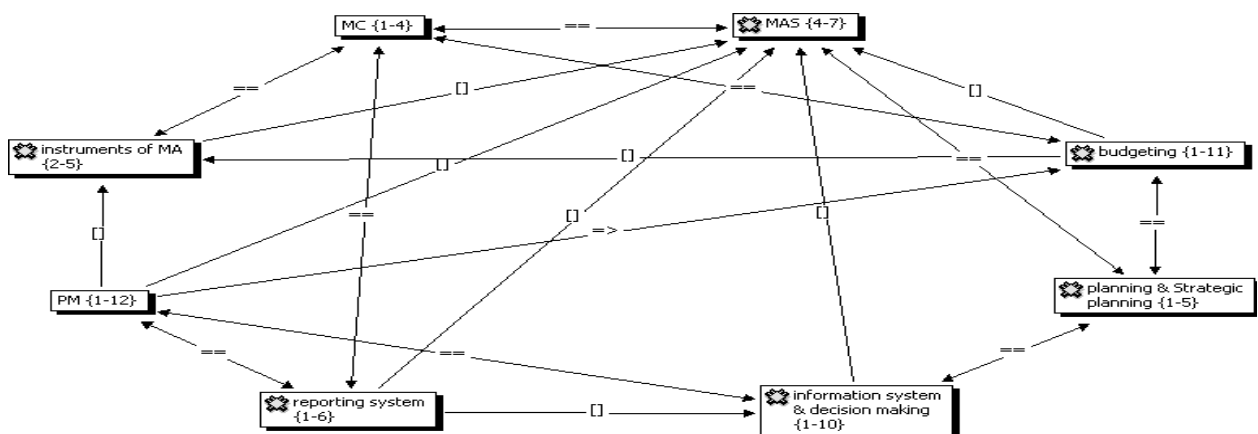 MC {1-4}
==
MAS {4-7}
==
[]
==
[]
instruments of MA
{2-5}
[]
[]
budgeting {1-11}
==
[]
==
[]
[]
=>
==
PM {1-12}
planning & Strategic
planning {1-5}
==
==
==
reporting system
{1-6}
[]
information system
& decision making
{1-10}